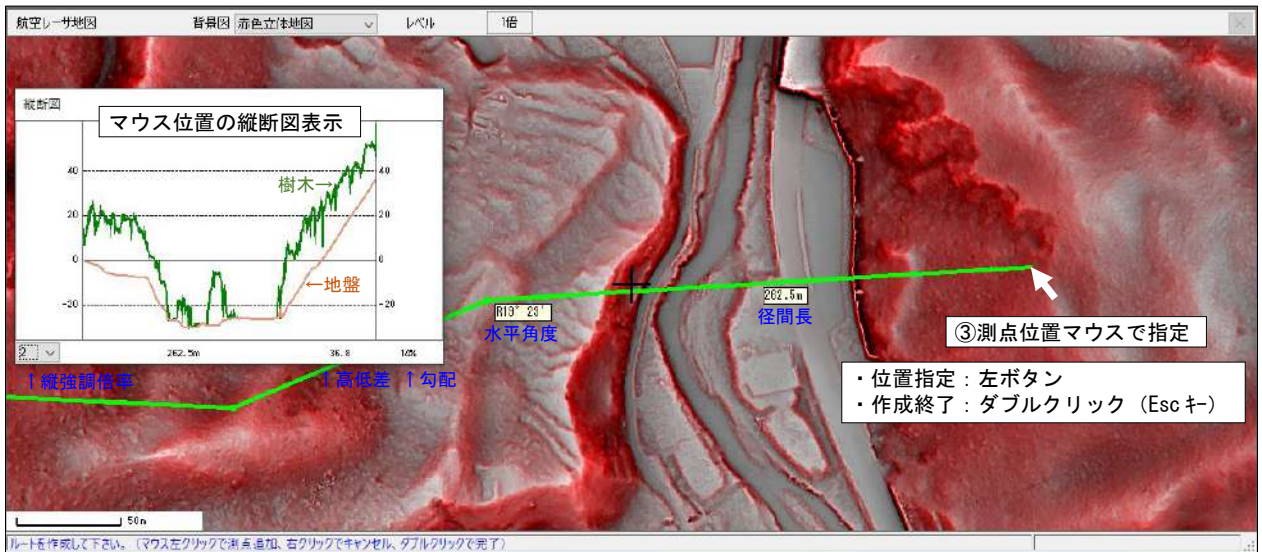 航空レーザ地図 背景図 赤色立体地図 レベル 1倍
縦断図
マウス位置の縦断図表示
40 40
樹木→
20 20
0 0
←地盤
-20 -20
2 262.5m 36.8 14%
↑縦強調倍率 ↑高低差 ↑勾配
R19°23'
水平角度
262.5m
径間長
③測点位置マウスで指定
・位置指定：左ボタン
・作成終了：ダブルクリック（Escキー）
50m
ルートを作成して下さい。（マウス左クリックで測点追加、右クリックでキャンセル、ダブルクリックで完了）